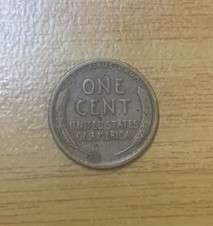 ONE
CENT
UNITED STATES
OF AMERICA